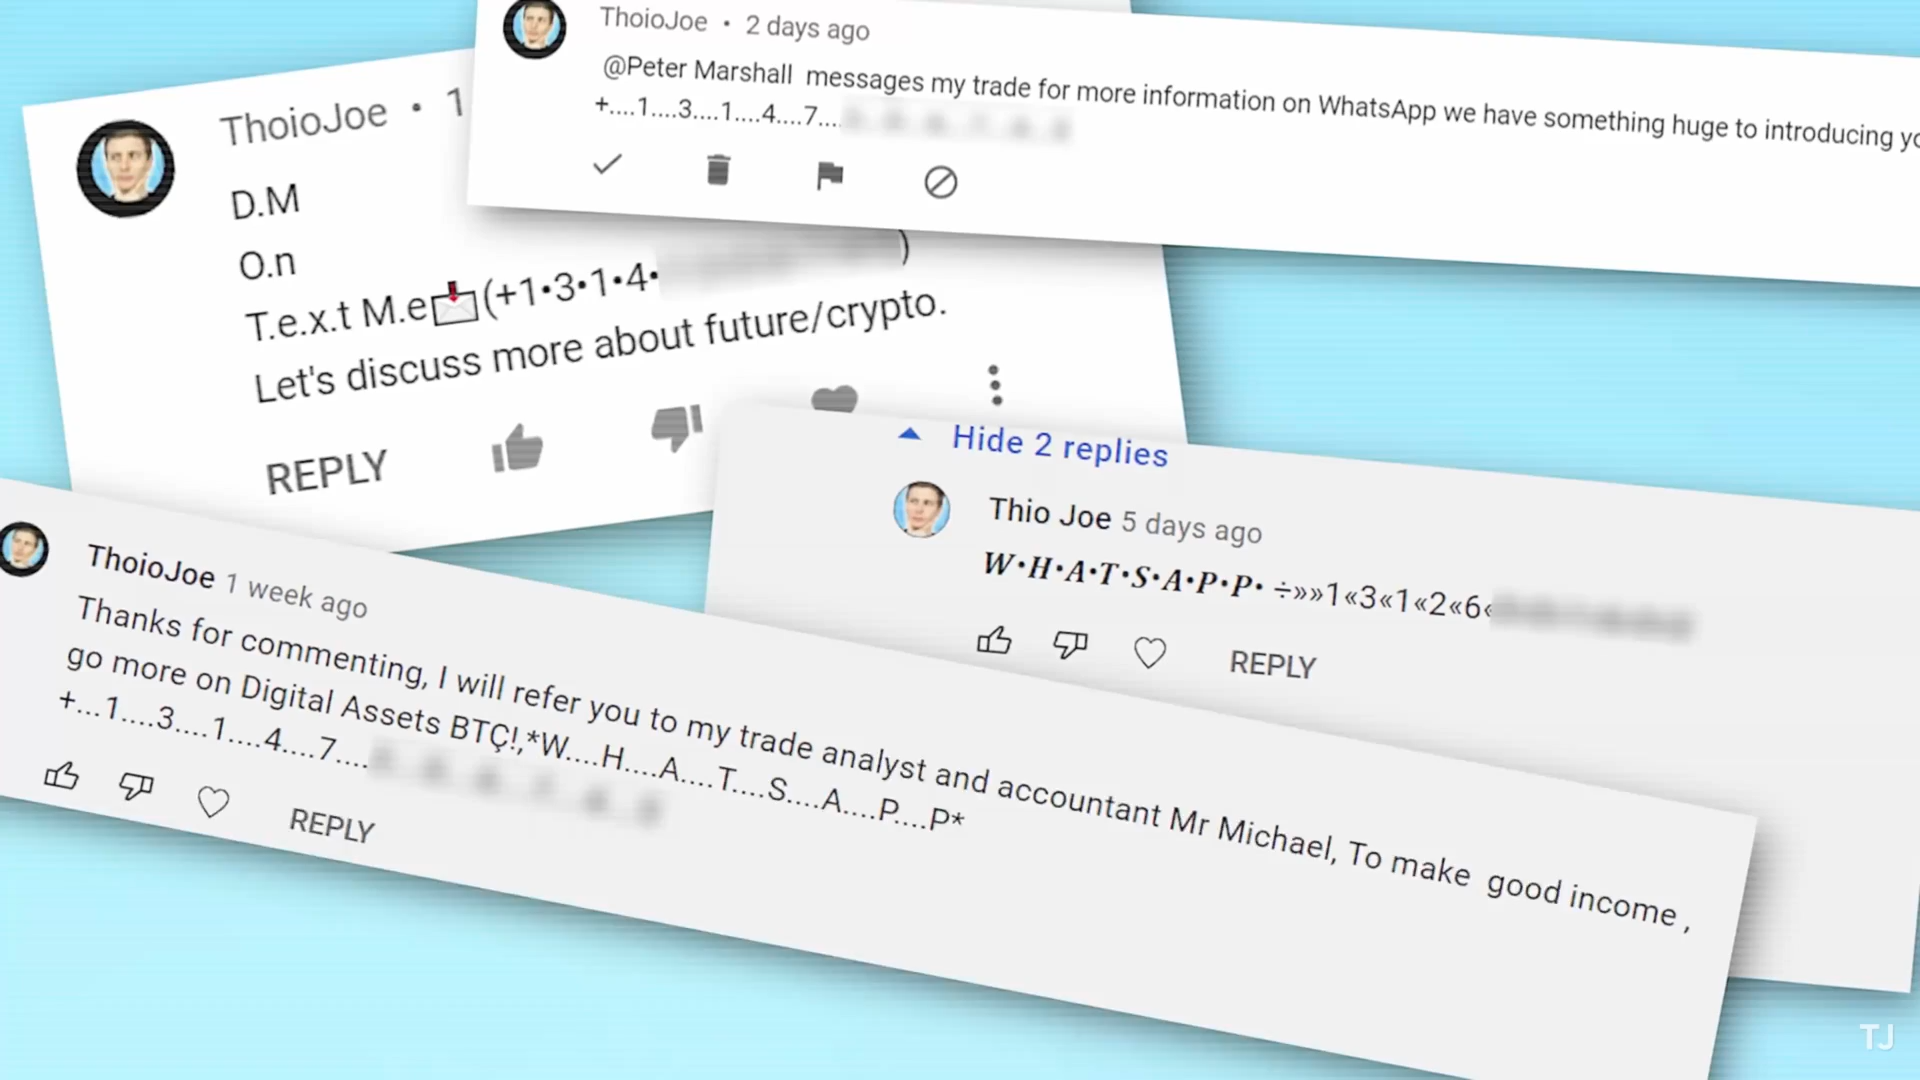 ThoioJoe • 2 days ago
@Peter Marshall messages my trade for more information on WhatsApp we have something huge to introducing
+....1....3....1....4....7....
ThoioJoe • 1
D.M
O.n
T.e.x.t M.e📩(+1•3•1•4• )
Let's discuss more about future/crypto.
REPLY
Hide 2 replies
Thio Joe 5 days ago
W•H•A•T•S•A•P•P• ÷»»1«3«1«2«6«
REPLY
ThoioJoe 1 week ago
Thanks for commenting, I will refer you to my trade analyst and accountant Mr Michael, To make good income ,
go more on Digital Assets BTÇ!,*W....H....A....T....S....A....P....P*
+...1....3....1....4....7....
REPLY
TJ